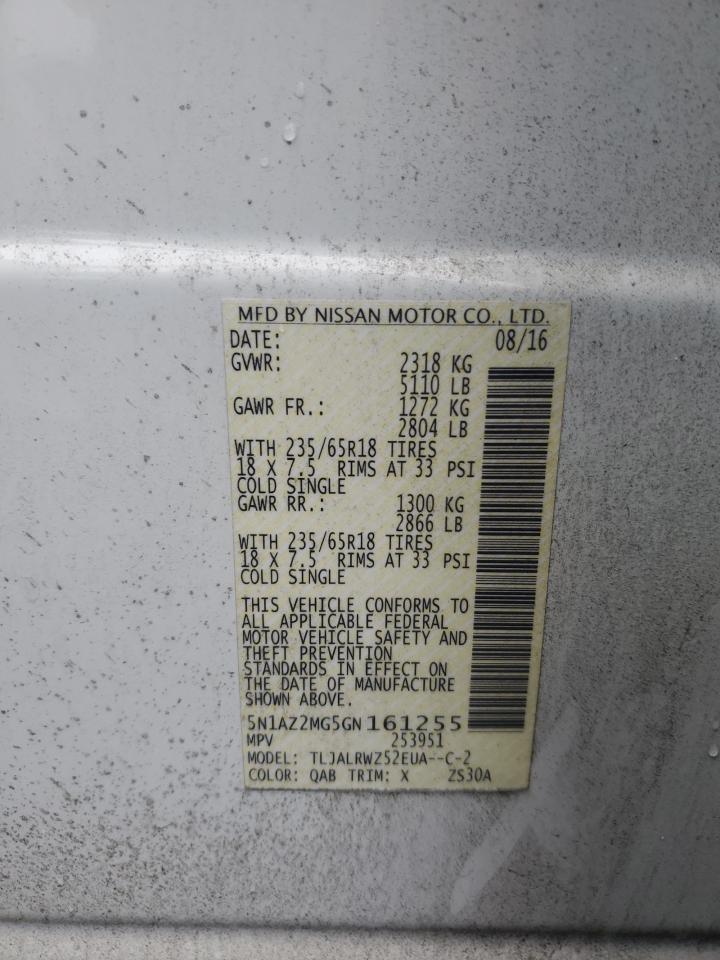 MFD BY NISSAN MOTOR CO., LTD.
DATE: 08/16
GVWR: 2318 KG
5110 LB
GAWR FR.: 1272 KG
2804 LB
WITH 235/65R18 TIRES
18 X 7.5 RIMS AT 33 PSI
COLD SINGLE
GAWR RR.: 1300 KG
2866 LB
WITH 235/65R18 TIRES
18 X 7.5 RIMS AT 33 PSI
COLD SINGLE
THIS VEHICLE CONFORMS TO
ALL APPLICABLE FEDERAL
MOTOR VEHICLE SAFETY AND
THEFT PREVENTION
STANDARDS IN EFFECT ON
THE DATE OF MANUFACTURE
SHOWN ABOVE.
5N1AZ2MG5GN161255
MPV 253951
MODEL: TLJALRWZ52EUA--C-2
COLOR: QAB TRIM: X ZS30A